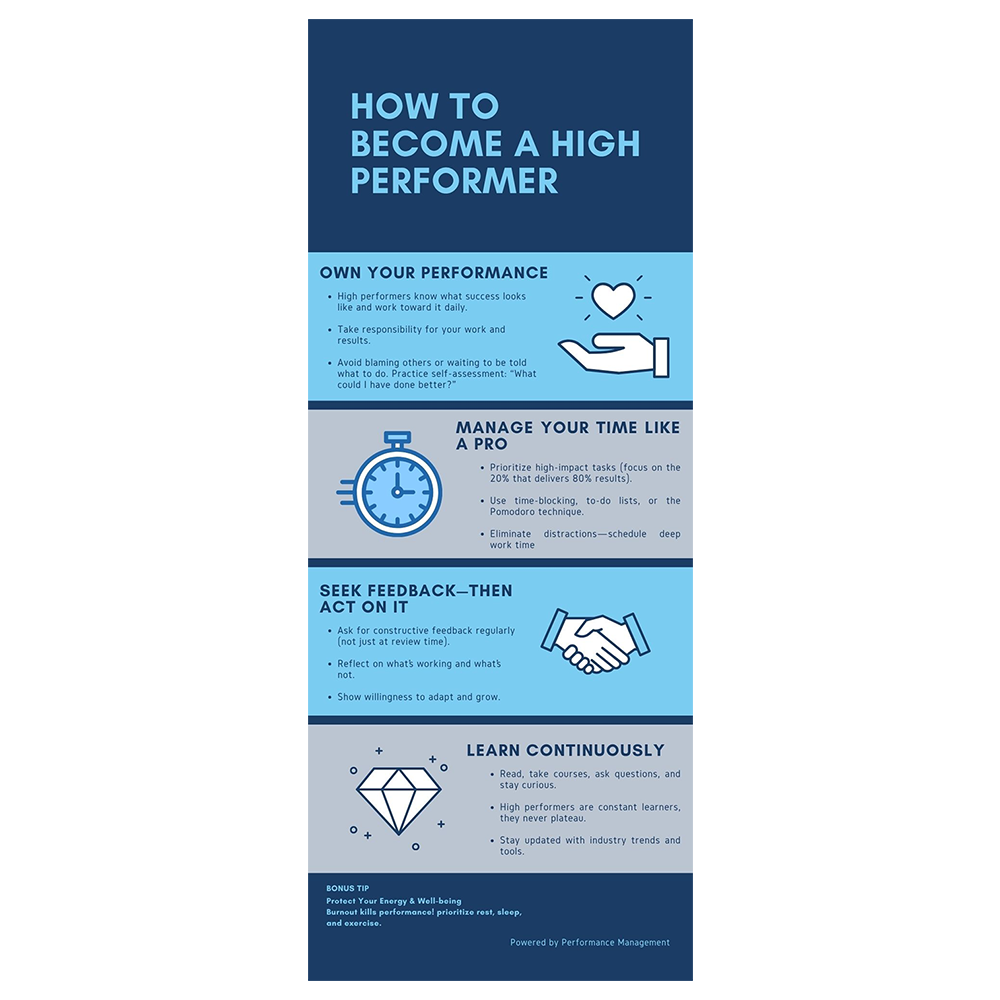 HOW TO
BECOME A HIGH
PERFORMER
OWN YOUR PERFORMANCE
• High performers know what success looks
like and work toward it daily.
• Take responsibility for your work and
results.
• Avoid blaming others or waiting to be told
what to do. Practice self-assessment: “What
could I have done better?”
MANAGE YOUR TIME LIKE
A PRO
• Prioritize high-impact tasks (focus on the
20% that delivers 80% results).
• Use time-blocking, to-do lists, or the
Pomodoro technique.
• Eliminate distractions—schedule deep
work time
SEEK FEEDBACK—THEN
ACT ON IT
• Ask for constructive feedback regularly
(not just at review time).
• Reflect on what's working and what's
not.
• Show willingness to adapt and grow.
LEARN CONTINUOUSLY
• Read, take courses, ask questions, and
stay curious.
• High performers are constant learners,
they never plateau.
• Stay updated with industry trends and
tools.
BONUS TIP
Protect Your Energy & Well-being
Burnout kills performance! prioritize rest, sleep,
and exercise.
Powered by Performance Management